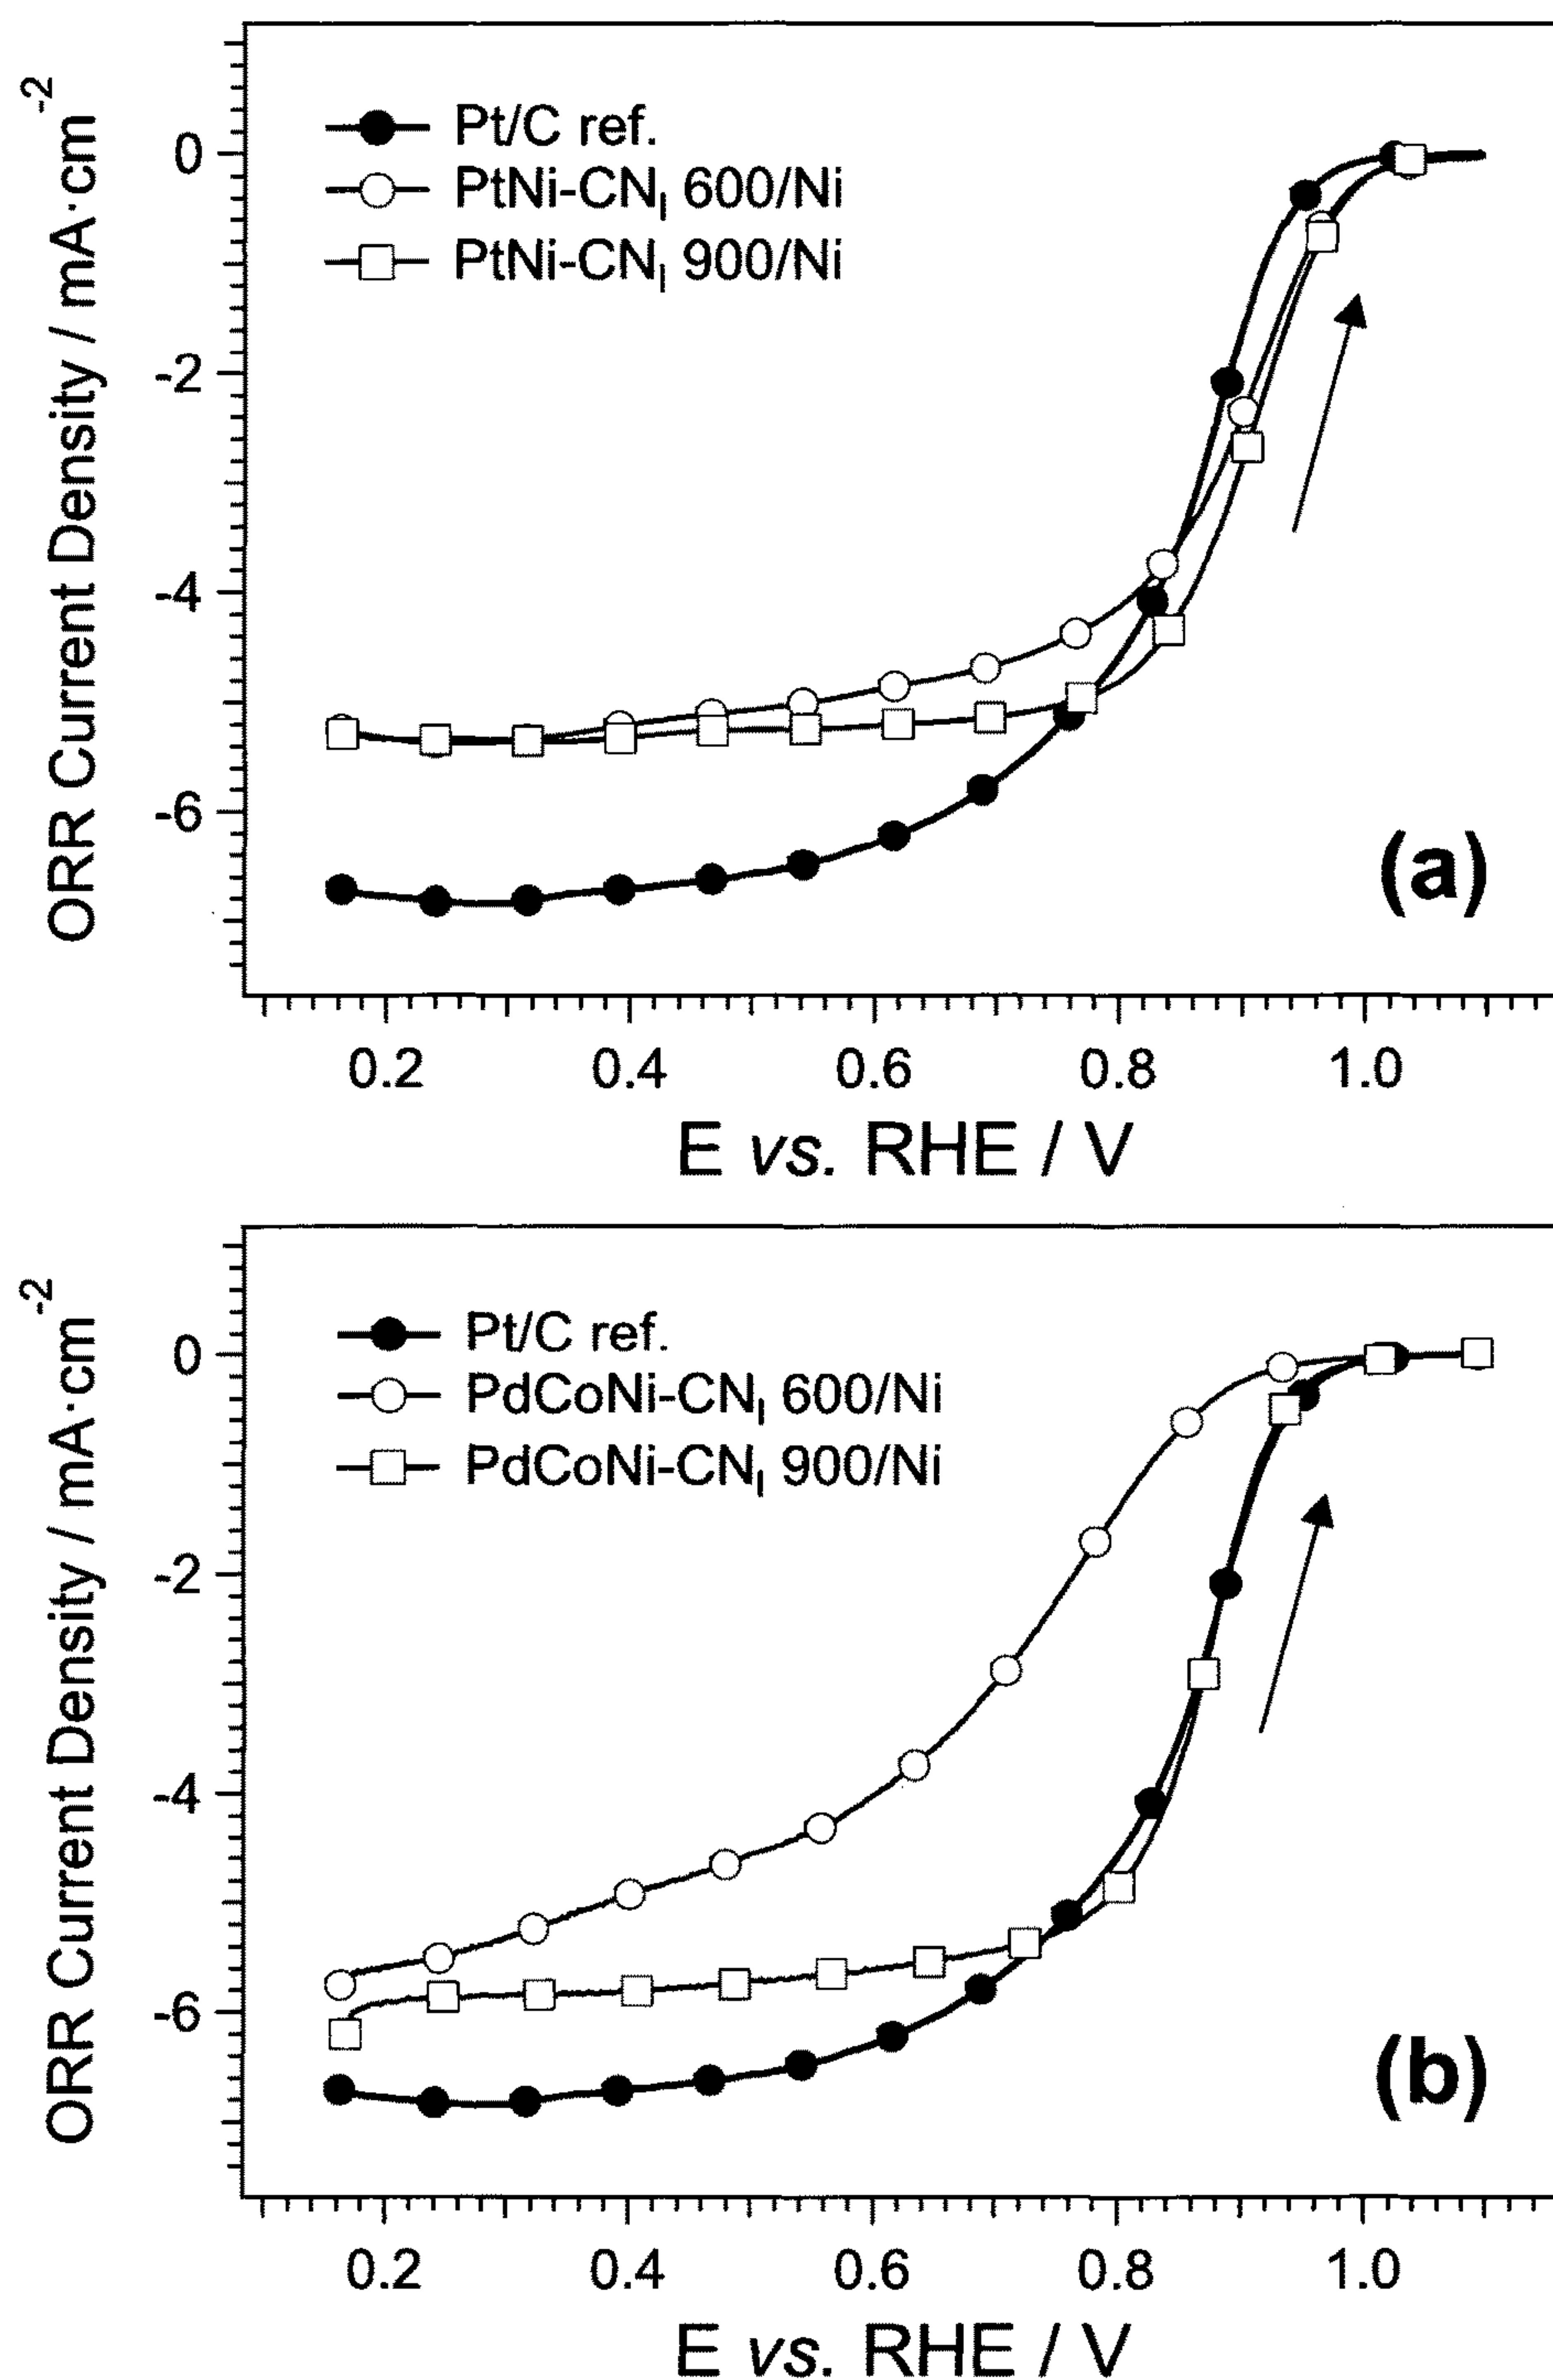 ORR Current Density / mA·cm⁻²
Pt/C ref.
PtNi-CNₗ 600/Ni
PtNi-CNₗ 900/Ni
0
-2
-4
-6
(a)
0.2 0.4 0.6 0.8 1.0
E vs. RHE / V
ORR Current Density / mA·cm⁻²
Pt/C ref.
PdCoNi-CNₗ 600/Ni
PdCoNi-CNₗ 900/Ni
0
-2
-4
-6
(b)
0.2 0.4 0.6 0.8 1.0
E vs. RHE / V